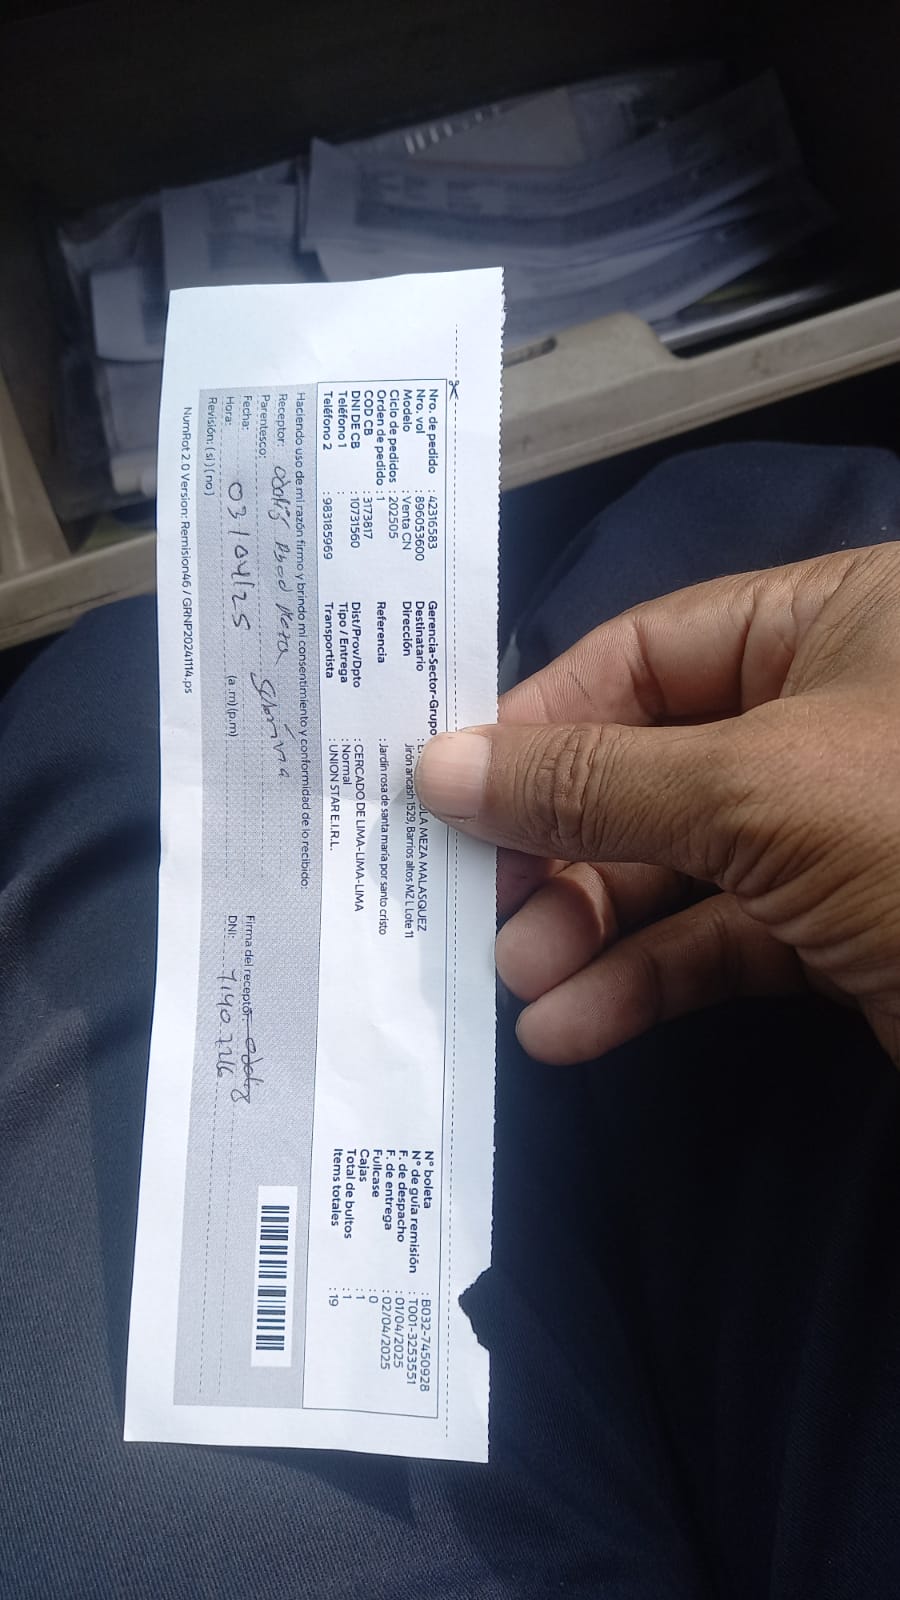 Nro. de pedido : 42316583
Nro. vol : 896053600
Modelo : Venta CN
Ciclo de pedidos : 202505
Orden de pedido : 1
COD CB : 3173817
DNI DE CB : 10731560
Teléfono 1 :
Teléfono 2 : 983185969
Gerencia-Sector-Grupo :
Destinatario MEZA MALASQUEZ
Dirección Jirón ancash 1529, Barrios altos MZ L Lote 11
Referencia : Jardín rosa de santa maría por santo cristo
Dist/Prov/Dpto : CERCADO DE LIMA-LIMA-LIMA
Tipo / Entrega : Normal
Transportista : UNION STAR E.I.R.L.
N° boleta : B032-7450928
N° de guía remisión : T001-3253551
F. de despacho : 01/04/2025
F. de entrega : 02/04/2025
Fullcase : 0
Cajas : 1
Total de bultos : 1
Items totales : 19
Haciendo uso de mi razón firmo y brindo mi consentimiento y conformidad de lo recibido:
Receptor:
Parentesco:
Fecha: 03/04/25
Hora: (a.m)(p.m)
Revisión: ( si ) ( no )
Firma del receptor:
DNI: 71407216
NumRot 2.0 Version: Remision46 / GRNP20241114.ps